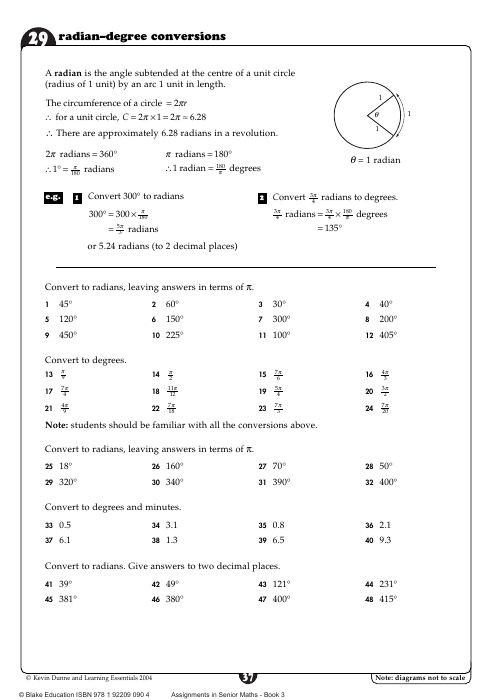 29 radian–degree conversions
A radian is the angle subtended at the centre of a unit circle
(radius of 1 unit) by an arc 1 unit in length.
The circumference of a circle = 2πr
∴ for a unit circle, C = 2π × 1 = 2π ≈ 6.28
∴ There are approximately 6.28 radians in a revolution.
2π radians = 360° π radians = 180°
∴ 1° = π/180 radians ∴ 1 radian = 180/π degrees
1
θ
1
1
θ = 1 radian
e.g. 1 Convert 300° to radians
300° = 300 × π/180
= 5π/3 radians
or 5.24 radians (to 2 decimal places)
2 Convert 3π/4 radians to degrees.
3π/4 radians = 3π/4 × 180/π degrees
= 135°
Convert to radians, leaving answers in terms of π.
1 45° 2 60° 3 30° 4 40°
5 120° 6 150° 7 300° 8 200°
9 450° 10 225° 11 100° 12 405°
Convert to degrees.
13 14 π/2 15 7π/6 16 4π/3
17 7π/4 18 11π/12 19 5π/4 20 3π/2
21 4π/9 22 7π/18 23 24 7π/20
Note: students should be familiar with all the conversions above.
Convert to radians, leaving answers in terms of π.
25 18° 26 160° 27 70° 28 50°
29 320° 30 340° 31 390° 32 400°
Convert to degrees and minutes.
33 0.5 34 3.1 35 0.8 36 2.1
37 6.1 38 1.3 39 6.5 40 9.3
Convert to radians. Give answers to two decimal places.
41 39° 42 49° 43 121° 44 231°
45 381° 46 380° 47 400° 48 415°
© Kevin Dunne and Learning Essentials 2004 37 Note: diagrams not to scale
© Blake Education ISBN 978 1 92209 090 4 Assignments in Senior Maths - Book 3